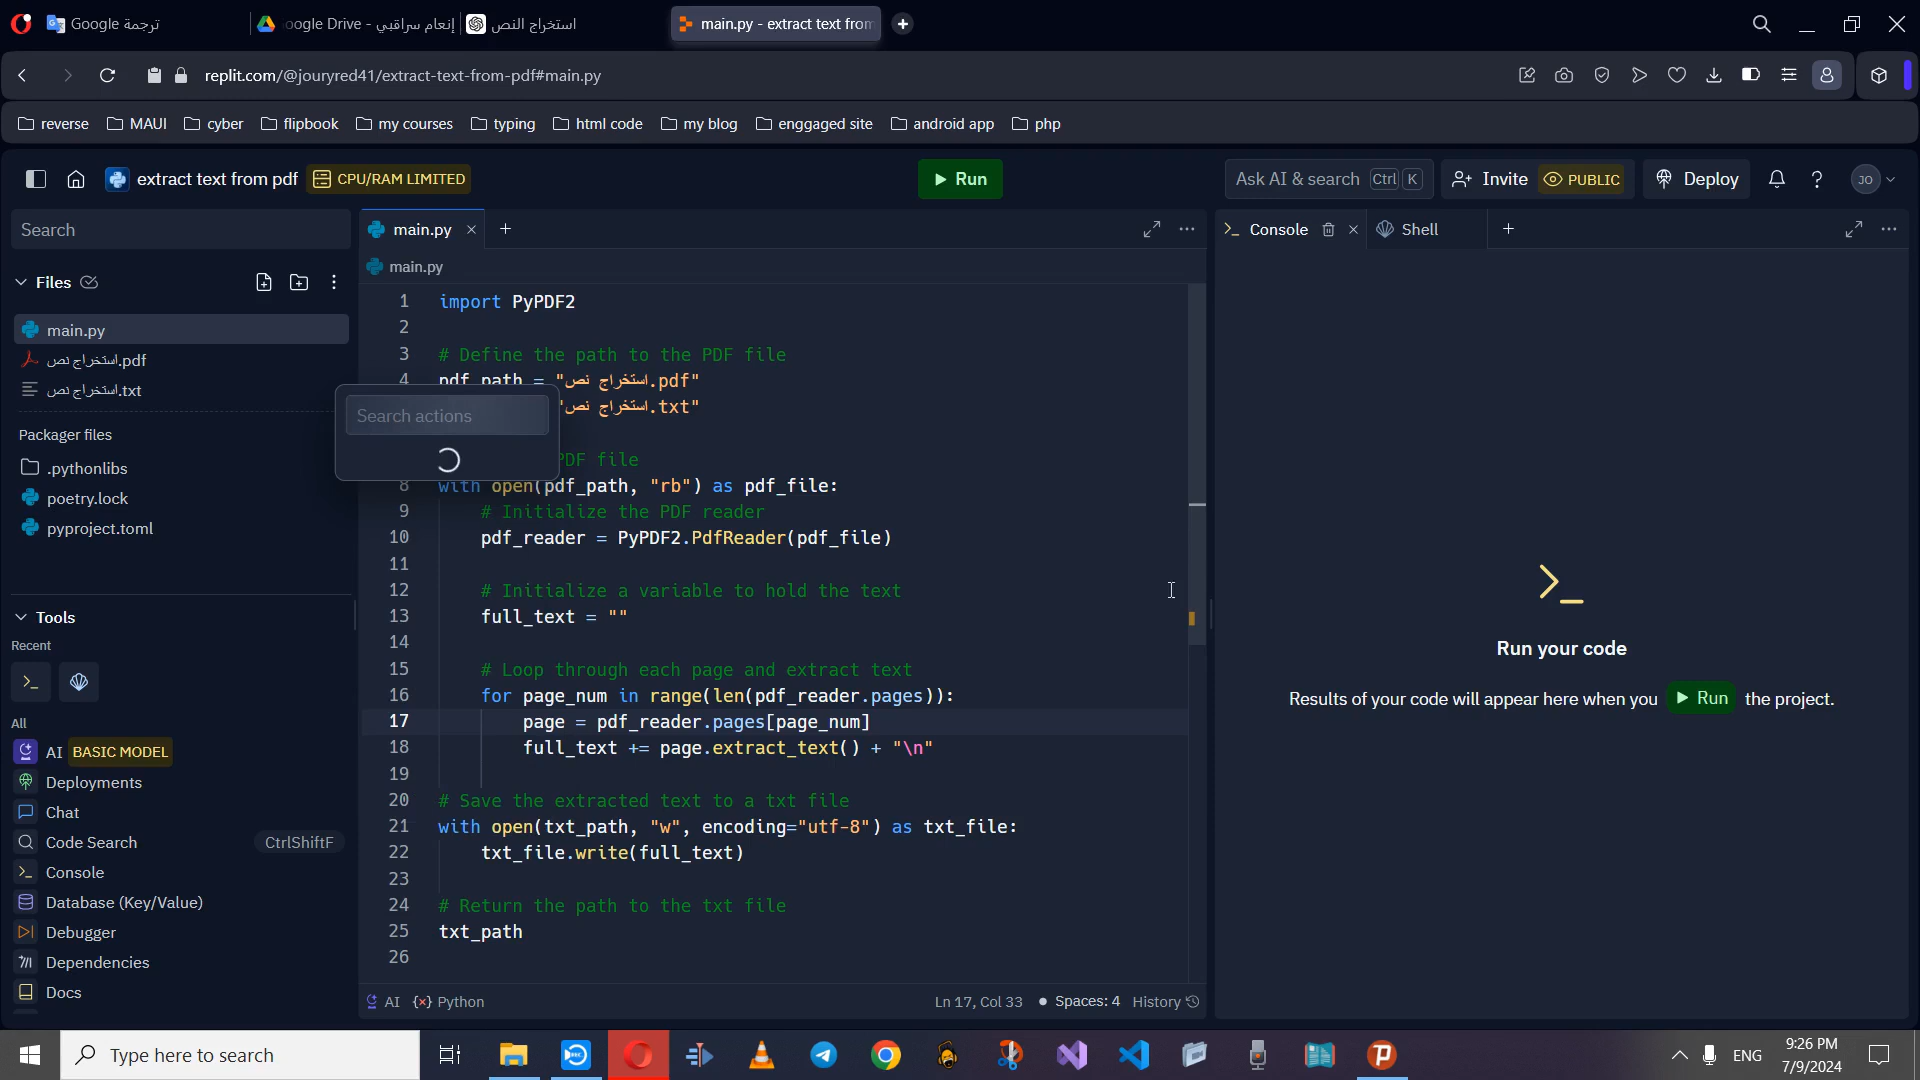 ترجمة Google
إنعام سراقبي - Google Drive
استخراج النص
main.py - extract text from
replit.com/@jouryred41/extract-text-from-pdf#main.py
reverse
MAUI
cyber
flipbook
my courses
typing
html code
my blog
enggaged site
android app
php
extract text from pdf
CPU/RAM LIMITED
Run
Ask AI & search Ctrl K
Invite
PUBLIC
Deploy
JO
Search
main.py
Console
Shell
Files
main.py
main.py
استخراج نص.pdf
استخراج نص.txt
Packager files
.pythonlibs
poetry.lock
pyproject.toml
Search actions
1 import PyPDF2
2
3 # Define the path to the PDF file
4 pdf_path = "استخراج نص.pdf"
"استخراج نص.txt"
PDF file
8 with open(pdf_path, "rb") as pdf_file:
9 # Initialize the PDF reader
10 pdf_reader = PyPDF2.PdfReader(pdf_file)
11
12 # Initialize a variable to hold the text
13 full_text = ""
14
15 # Loop through each page and extract text
16 for page_num in range(len(pdf_reader.pages)):
17 page = pdf_reader.pages[page_num]
18 full_text += page.extract_text() + "\n"
19
20 # Save the extracted text to a txt file
21 with open(txt_path, "w", encoding="utf-8") as txt_file:
22 txt_file.write(full_text)
23
24 # Return the path to the txt file
25 txt_path
26
Run your code
Results of your code will appear here when you Run the project.
Tools
Recent
All
AI BASIC MODEL
Deployments
Chat
Code Search CtrlShiftF
Console
Database (Key/Value)
Debugger
Dependencies
Docs
AI
Python
Ln 17, Col 33
Spaces: 4
History
Type here to search
ENG
9:26 PM
7/9/2024